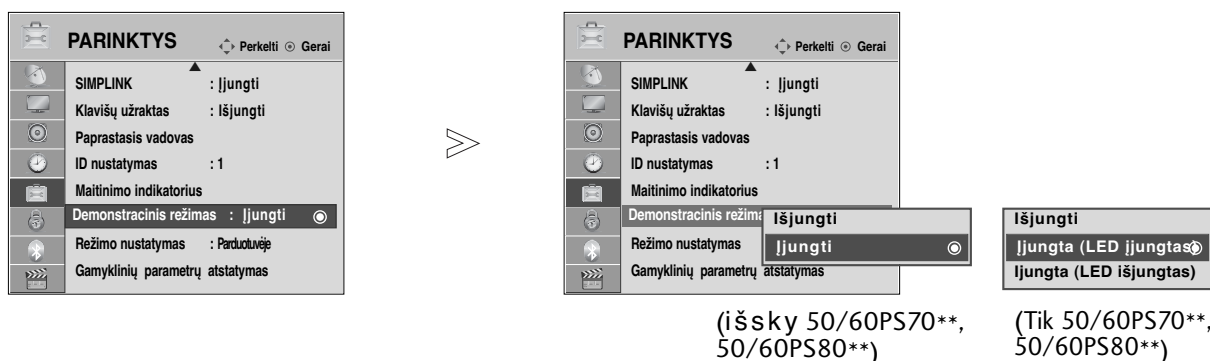 PARINKTYS Perkelti Gerai
SIMPLINK : Įjungti
Klavišų užraktas : Išjungti
Paprastasis vadovas
ID nustatymas : 1
Maitinimo indikatorius
Demonstracinis režimas : Įjungti
Režimo nustatymas : Parduotuvėje
Gamyklinių parametrų atstatymas
PARINKTYS Perkelti Gerai
SIMPLINK : Įjungti
Klavišų užraktas : Išjungti
Paprastasis vadovas
ID nustatymas : 1
Maitinimo indikatorius
Demonstracinis režima
Režimo nustatymas
Gamyklinių parametrų atstatymas
Išjungti
Įjungti
(išsky 50/60PS70**,
50/60PS80**)
Išjungti
Įjungta (LED įjungtas)
Ijungta (LED išjungtas)
(Tik 50/60PS70**,
50/60PS80**)